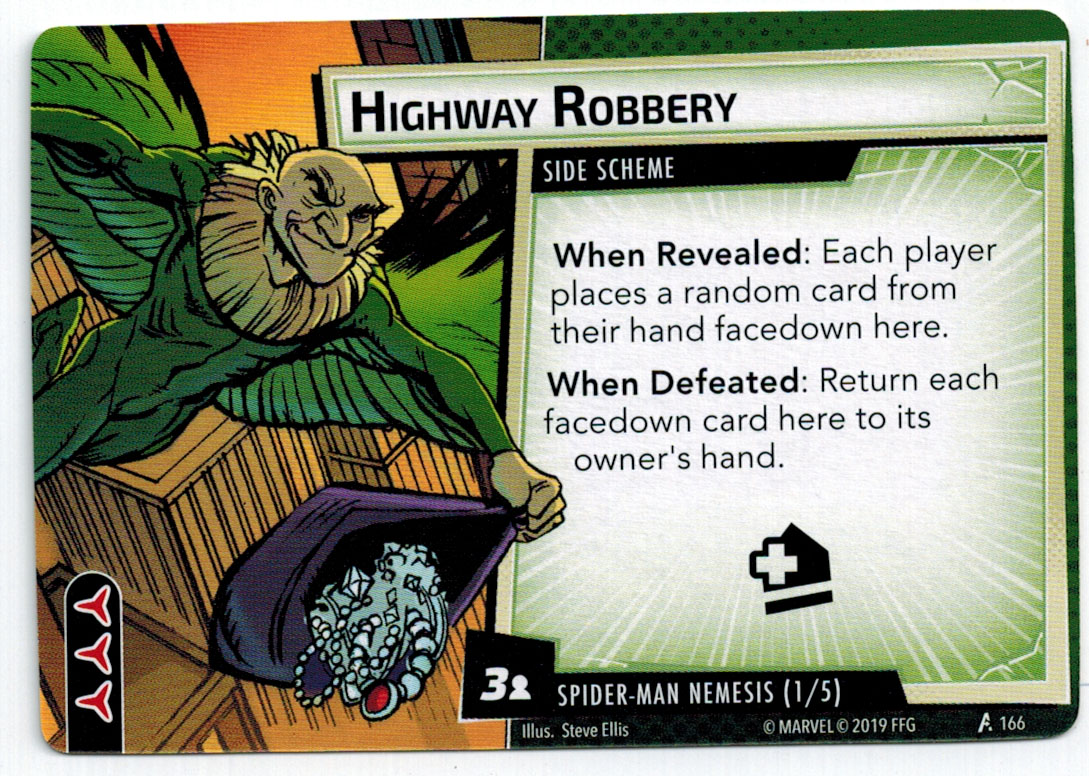 HIGHWAY ROBBERY
SIDE SCHEME
When Revealed: Each player
places a random card from
their hand facedown here.
When Defeated: Return each
facedown card here to its
owner's hand.
3
SPIDER-MAN NEMESIS (1/5)
Illus. Steve Ellis
© MARVEL © 2019 FFG
166